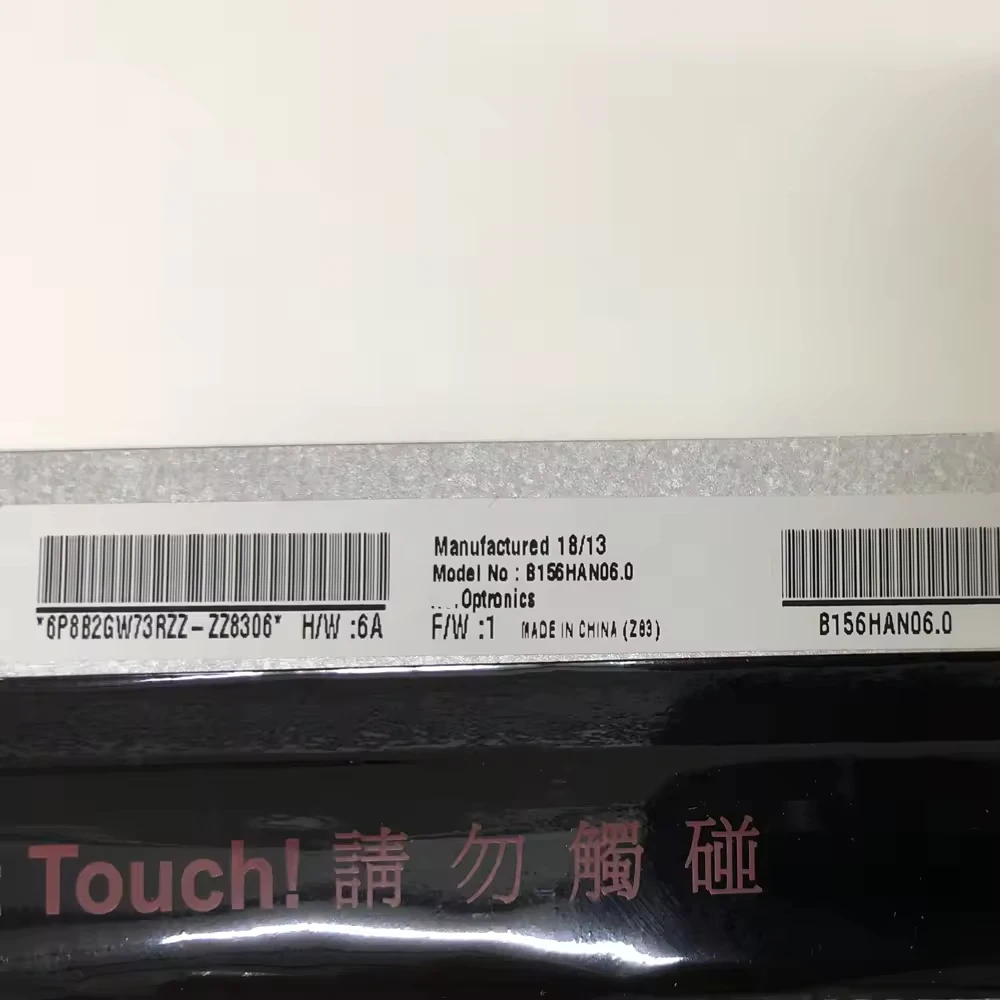 Manufactured 18/13
Model No : B156HAN06.0
Optronics
*6P8B2GW73RZZ-ZZ8306* H/W :6A
F/W :1 MADE IN CHINA (Z63)
B156HAN06.0
Touch! 請勿觸碰